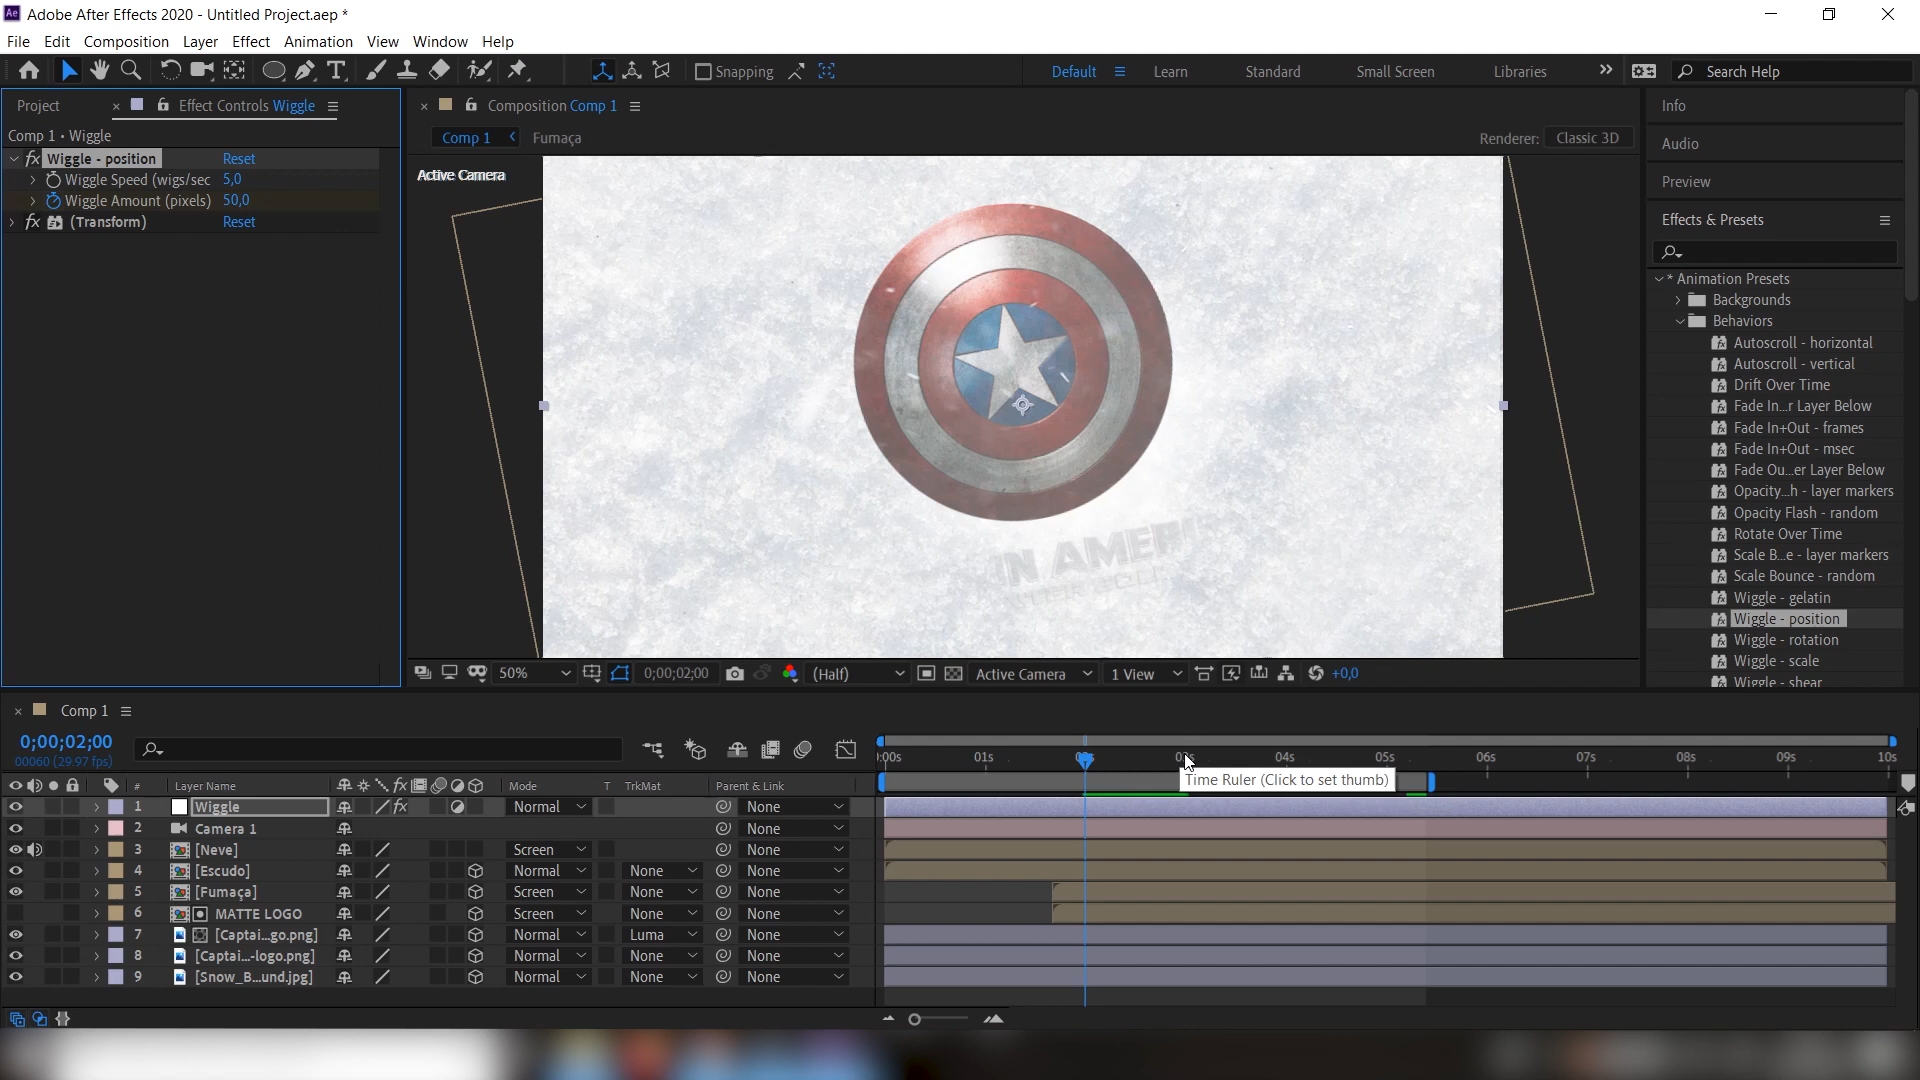 Ae Adobe After Effects 2020 - Untitled Project.aep *
File Edit Composition Layer Effect Animation View Window Help
Snapping Default Learn Standard Small Screen Libraries Search Help
Project Effect Controls Wiggle
Comp 1 • Wiggle
fx Wiggle - position Reset
Wiggle Speed (wigs/sec 5,0
Wiggle Amount (pixels) 50,0
fx (Transform) Reset
Composition Comp 1
Comp 1 Fumaça Renderer: Classic 3D
Active Camera
IN AMERI
50% 0;00;02;00 (Half) Active Camera 1 View +0,0
Info
Audio
Preview
Effects & Presets
* Animation Presets
Backgrounds
Behaviors
Autoscroll - horizontal
Autoscroll - vertical
Drift Over Time
Fade In...r Layer Below
Fade In+Out - frames
Fade In+Out - msec
Fade Ou...er Layer Below
Opacity...h - layer markers
Opacity Flash - random
Rotate Over Time
Scale B...e - layer markers
Scale Bounce - random
Wiggle - gelatin
Wiggle - position
Wiggle - rotation
Wiggle - scale
Wiggle - shear
Comp 1
0;00;02;00
00060 (29.97 fps)
):00s 01s 04s 05s 06s 07s 08s 09s 10s
Time Ruler (Click to set thumb)
# Layer Name fx Mode T TrkMat Parent & Link
1 Wiggle fx Normal None
2 Camera 1 None
3 [Neve] Screen None
4 [Escudo] Normal None None
5 [Fumaça] Screen None None
6 MATTE LOGO Screen None None
7 [Captai...go.png] Normal Luma None
8 [Captai...-logo.png] Normal None None
9 [Snow_B...und.jpg] Normal None None